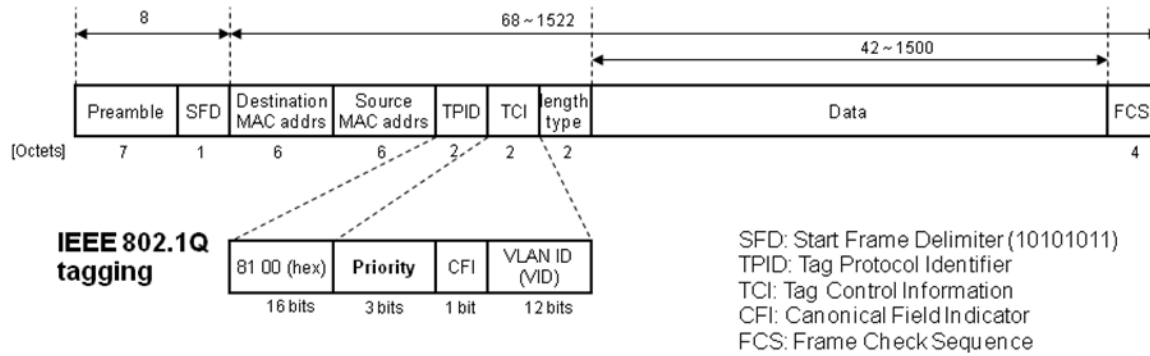 8
68 ~ 1522
42 ~ 1500
Preamble
SFD
Destination
MAC addrs
Source
MAC addrs
TPID
TCI
length
type
Data
FCS
[Octets]
7
1
6
6
2
2
2
4
IEEE 802.1Q
tagging
81 00 (hex)
Priority
CFI
VLAN ID
(VID)
16 bits
3 bits
1 bit
12 bits
SFD: Start Frame Delimiter (10101011)
TPID: Tag Protocol Identifier
TCI: Tag Control Information
CFI: Canonical Field Indicator
FCS: Frame Check Sequence